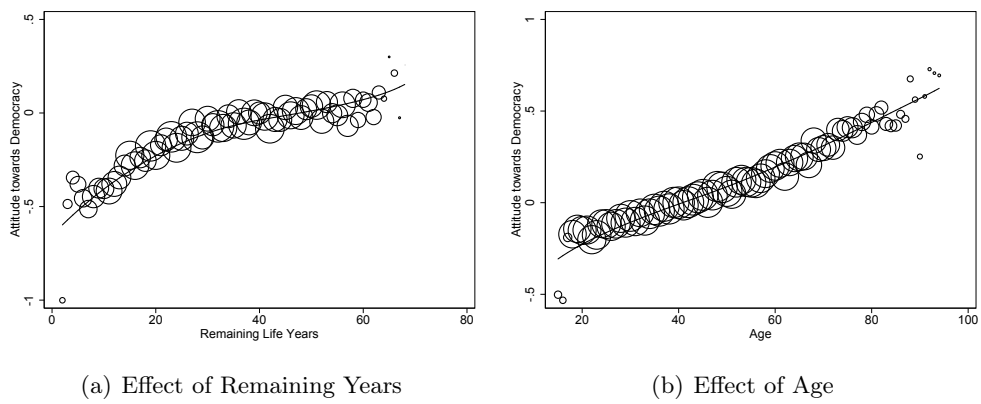 .5
0
-.5
-1
Attitude towards Democracy
0 20 40 60 80
Remaining Life Years
1
.5
0
-.5
Attitude towards Democracy
20 40 60 80 100
Age
(a) Effect of Remaining Years
(b) Effect of Age